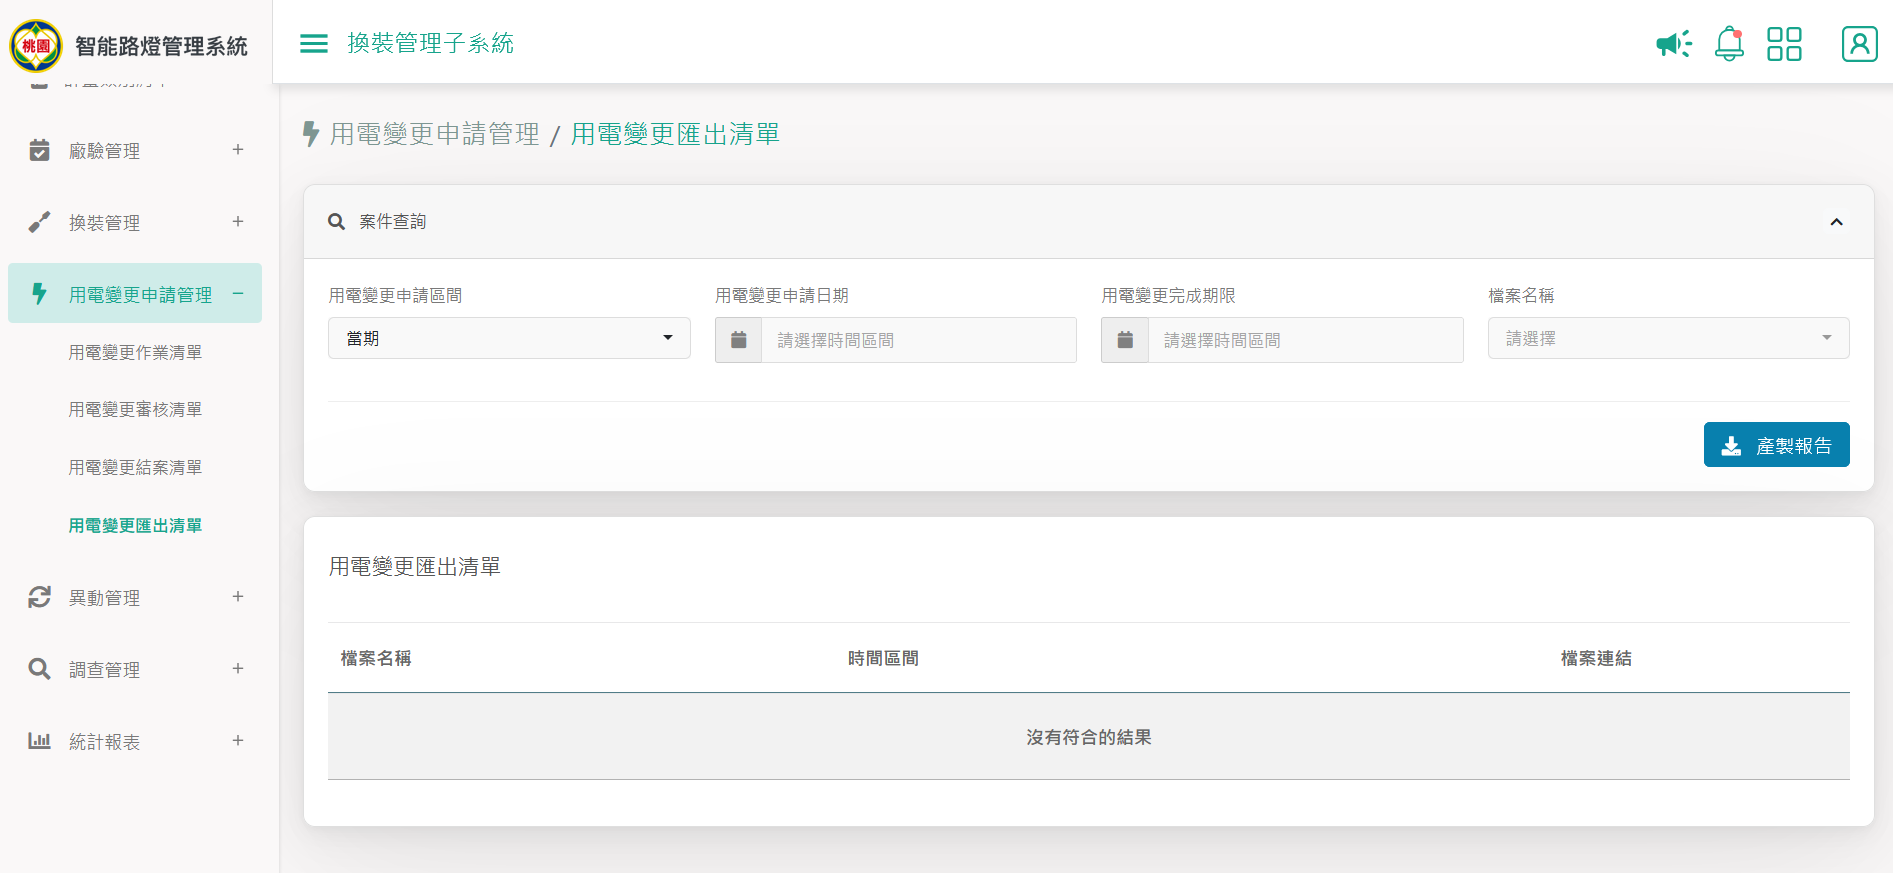 桃園
智能路燈管理系統
換裝管理子系統
廠驗管理
換裝管理
用電變更申請管理
用電變更作業清單
用電變更審核清單
用電變更結案清單
用電變更匯出清單
異動管理
調查管理
統計報表
用電變更申請管理 / 用電變更匯出清單
案件查詢
用電變更申請區間
當期
用電變更申請日期
請選擇時間區間
用電變更完成期限
請選擇時間區間
檔案名稱
請選擇
產製報告
用電變更匯出清單
檔案名稱 時間區間 檔案連結
沒有符合的結果